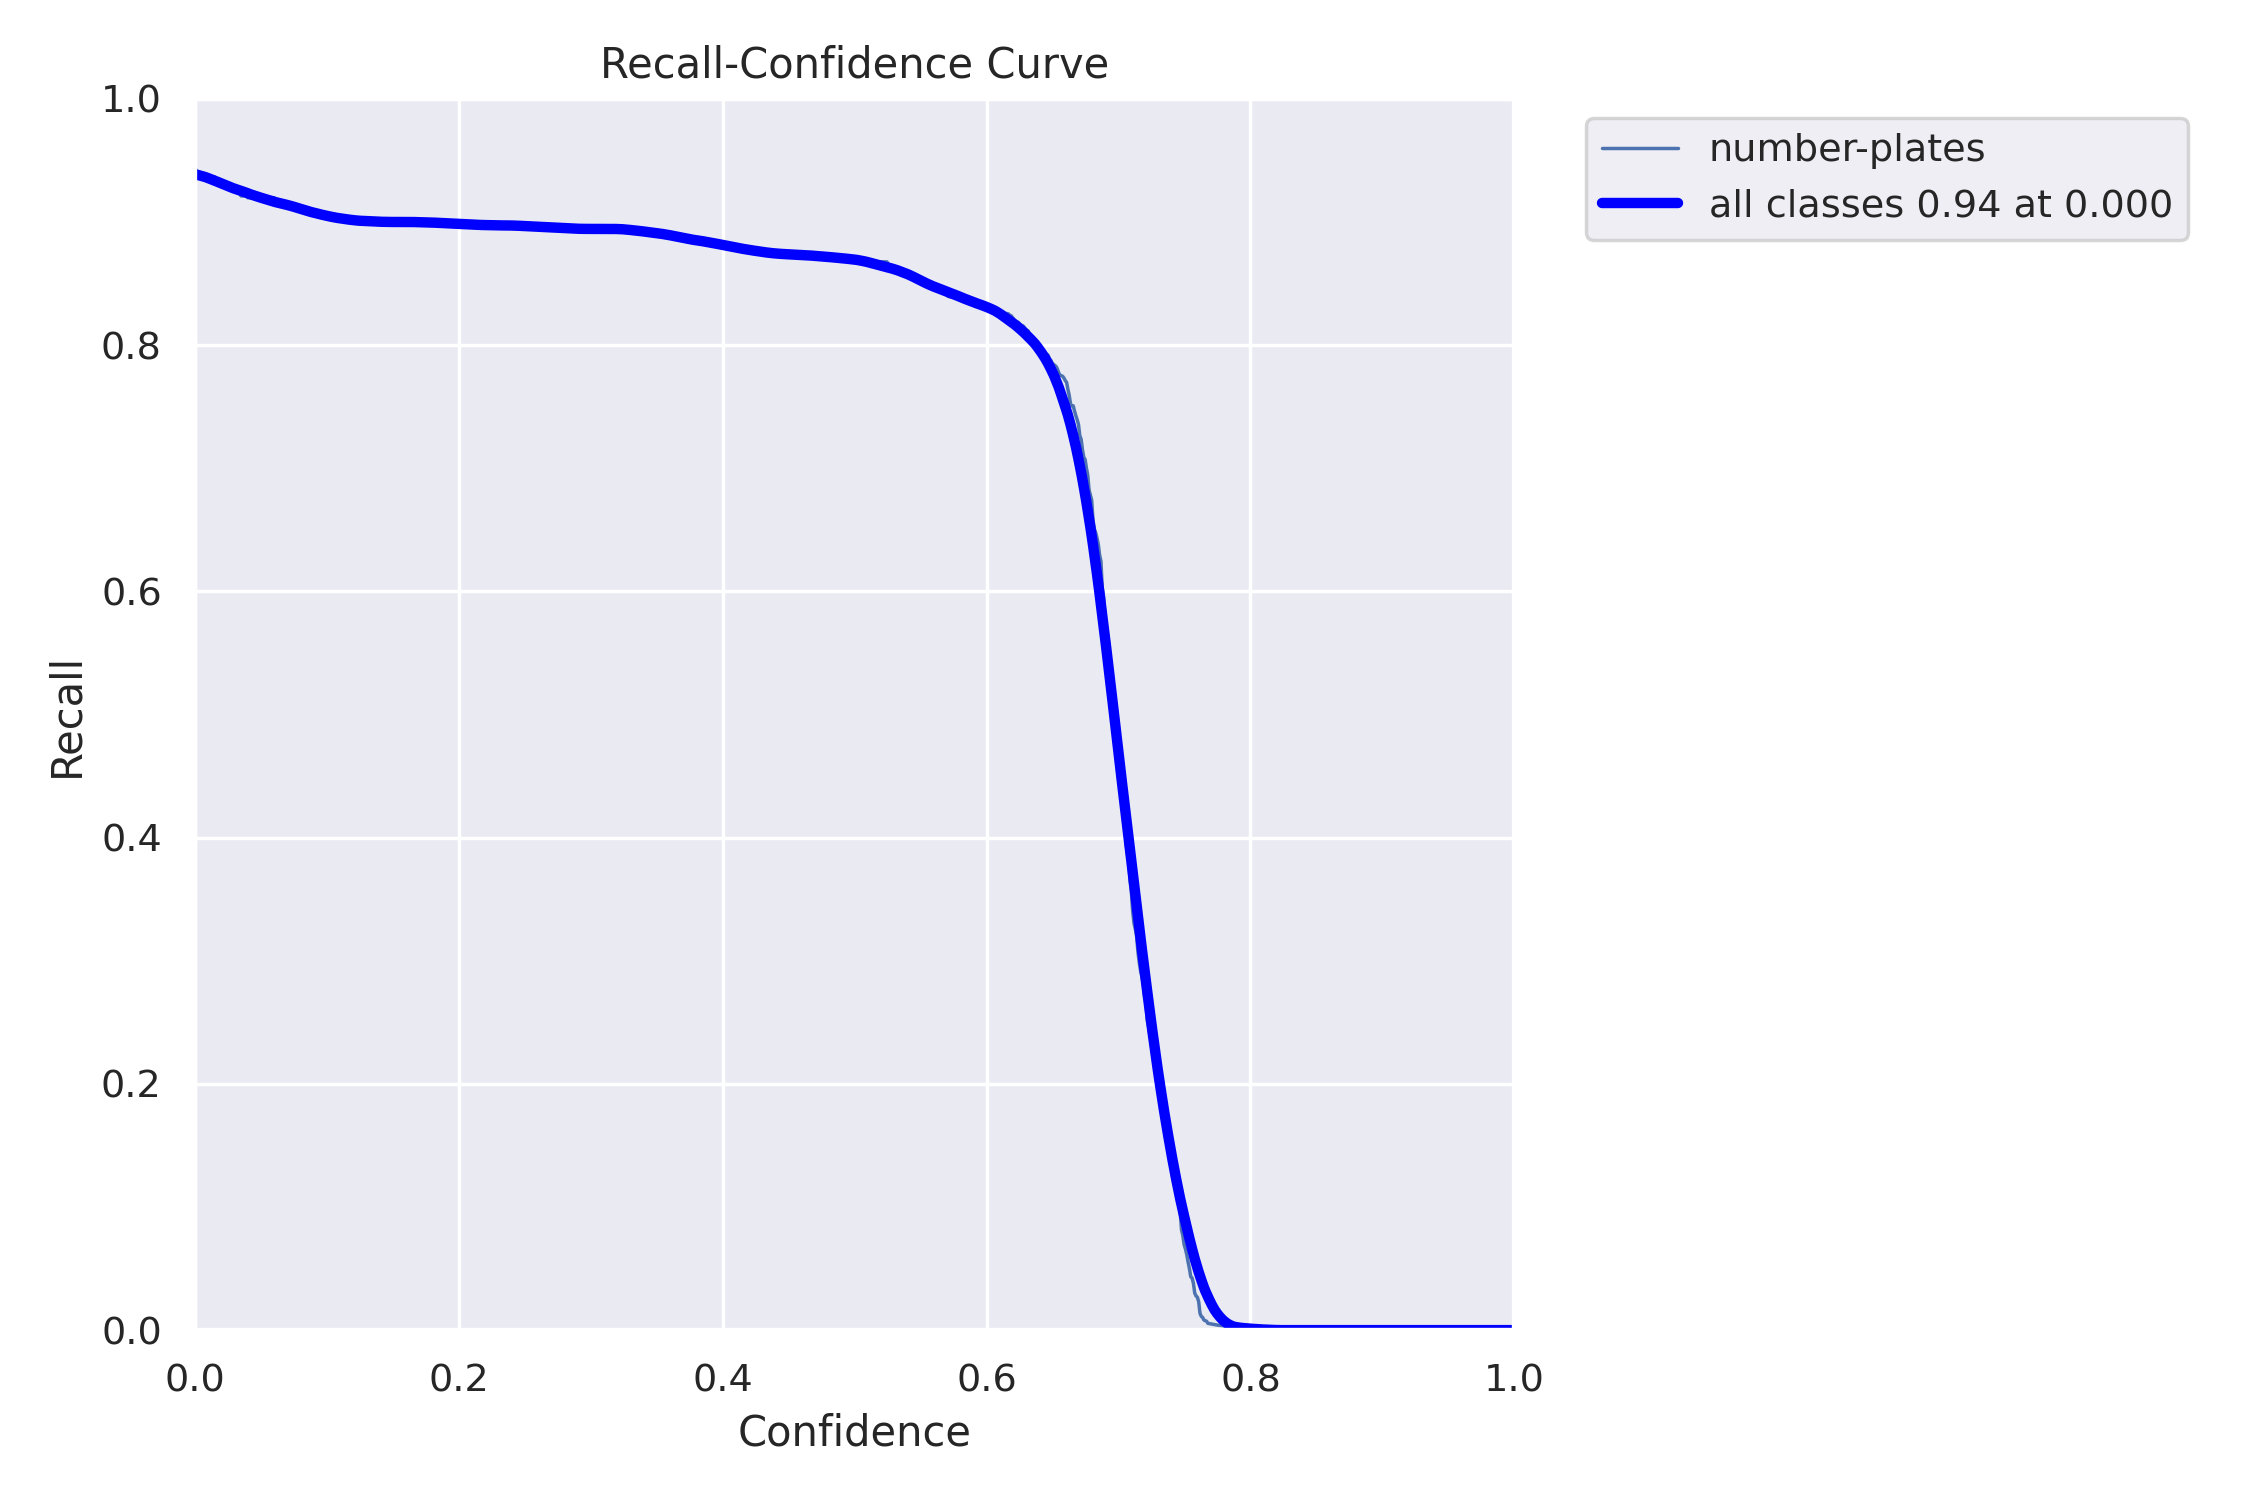 Recall-Confidence Curve
number-plates
all classes 0.94 at 0.000
1.0
0.8
0.6
0.4
0.2
0.0
Recall
0.0 0.2 0.4 0.6 0.8 1.0
Confidence